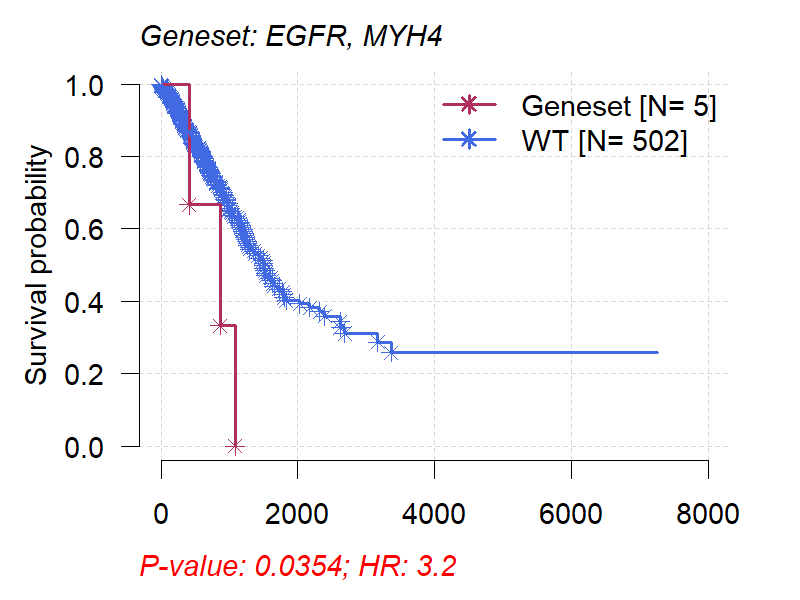 Geneset: EGFR, MYH4
Geneset [N= 5]
WT [N= 502]
Survival probability
1.0
0.8
0.6
0.4
0.2
0.0
0 2000 4000 6000 8000
P-value: 0.0354; HR: 3.2